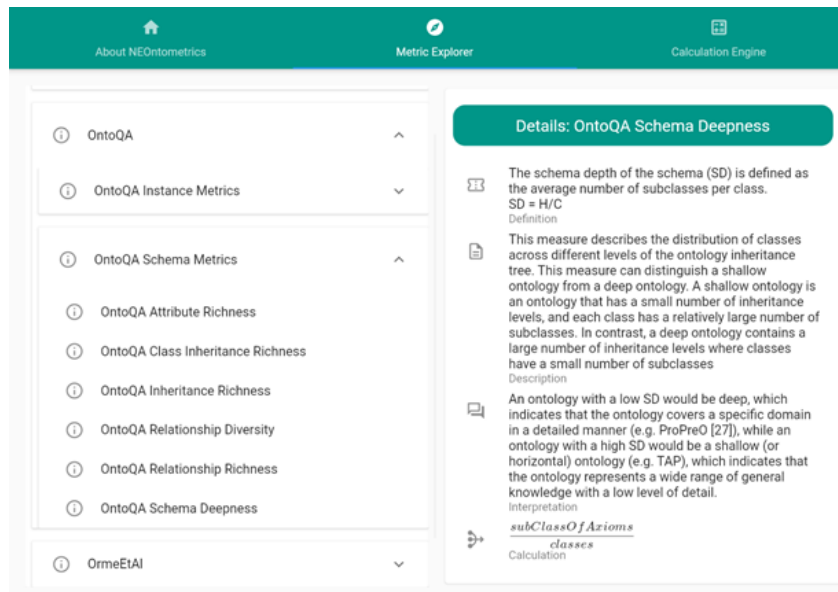 About NEOntometrics
Metric Explorer
Calculation Engine
OntoQA
OntoQA Instance Metrics
OntoQA Schema Metrics
OntoQA Attribute Richness
OntoQA Class Inheritance Richness
OntoQA Inheritance Richness
OntoQA Relationship Diversity
OntoQA Relationship Richness
OntoQA Schema Deepness
OrmeEtAl
Details: OntoQA Schema Deepness
The schema depth of the schema (SD) is defined as
the average number of subclasses per class.
SD = H/C
Definition
This measure describes the distribution of classes
across different levels of the ontology inheritance
tree. This measure can distinguish a shallow
ontology from a deep ontology. A shallow ontology is
an ontology that has a small number of inheritance
levels, and each class has a relatively large number of
subclasses. In contrast, a deep ontology contains a
large number of inheritance levels where classes
have a small number of subclasses
Description
An ontology with a low SD would be deep, which
indicates that the ontology covers a specific domain
in a detailed manner (e.g. ProPreO [27]), while an
ontology with a high SD would be a shallow (or
horizontal) ontology (e.g. TAP), which indicates that
the ontology represents a wide range of general
knowledge with a low level of detail.
Interpretation
subClassOfAxioms
classes
Calculation